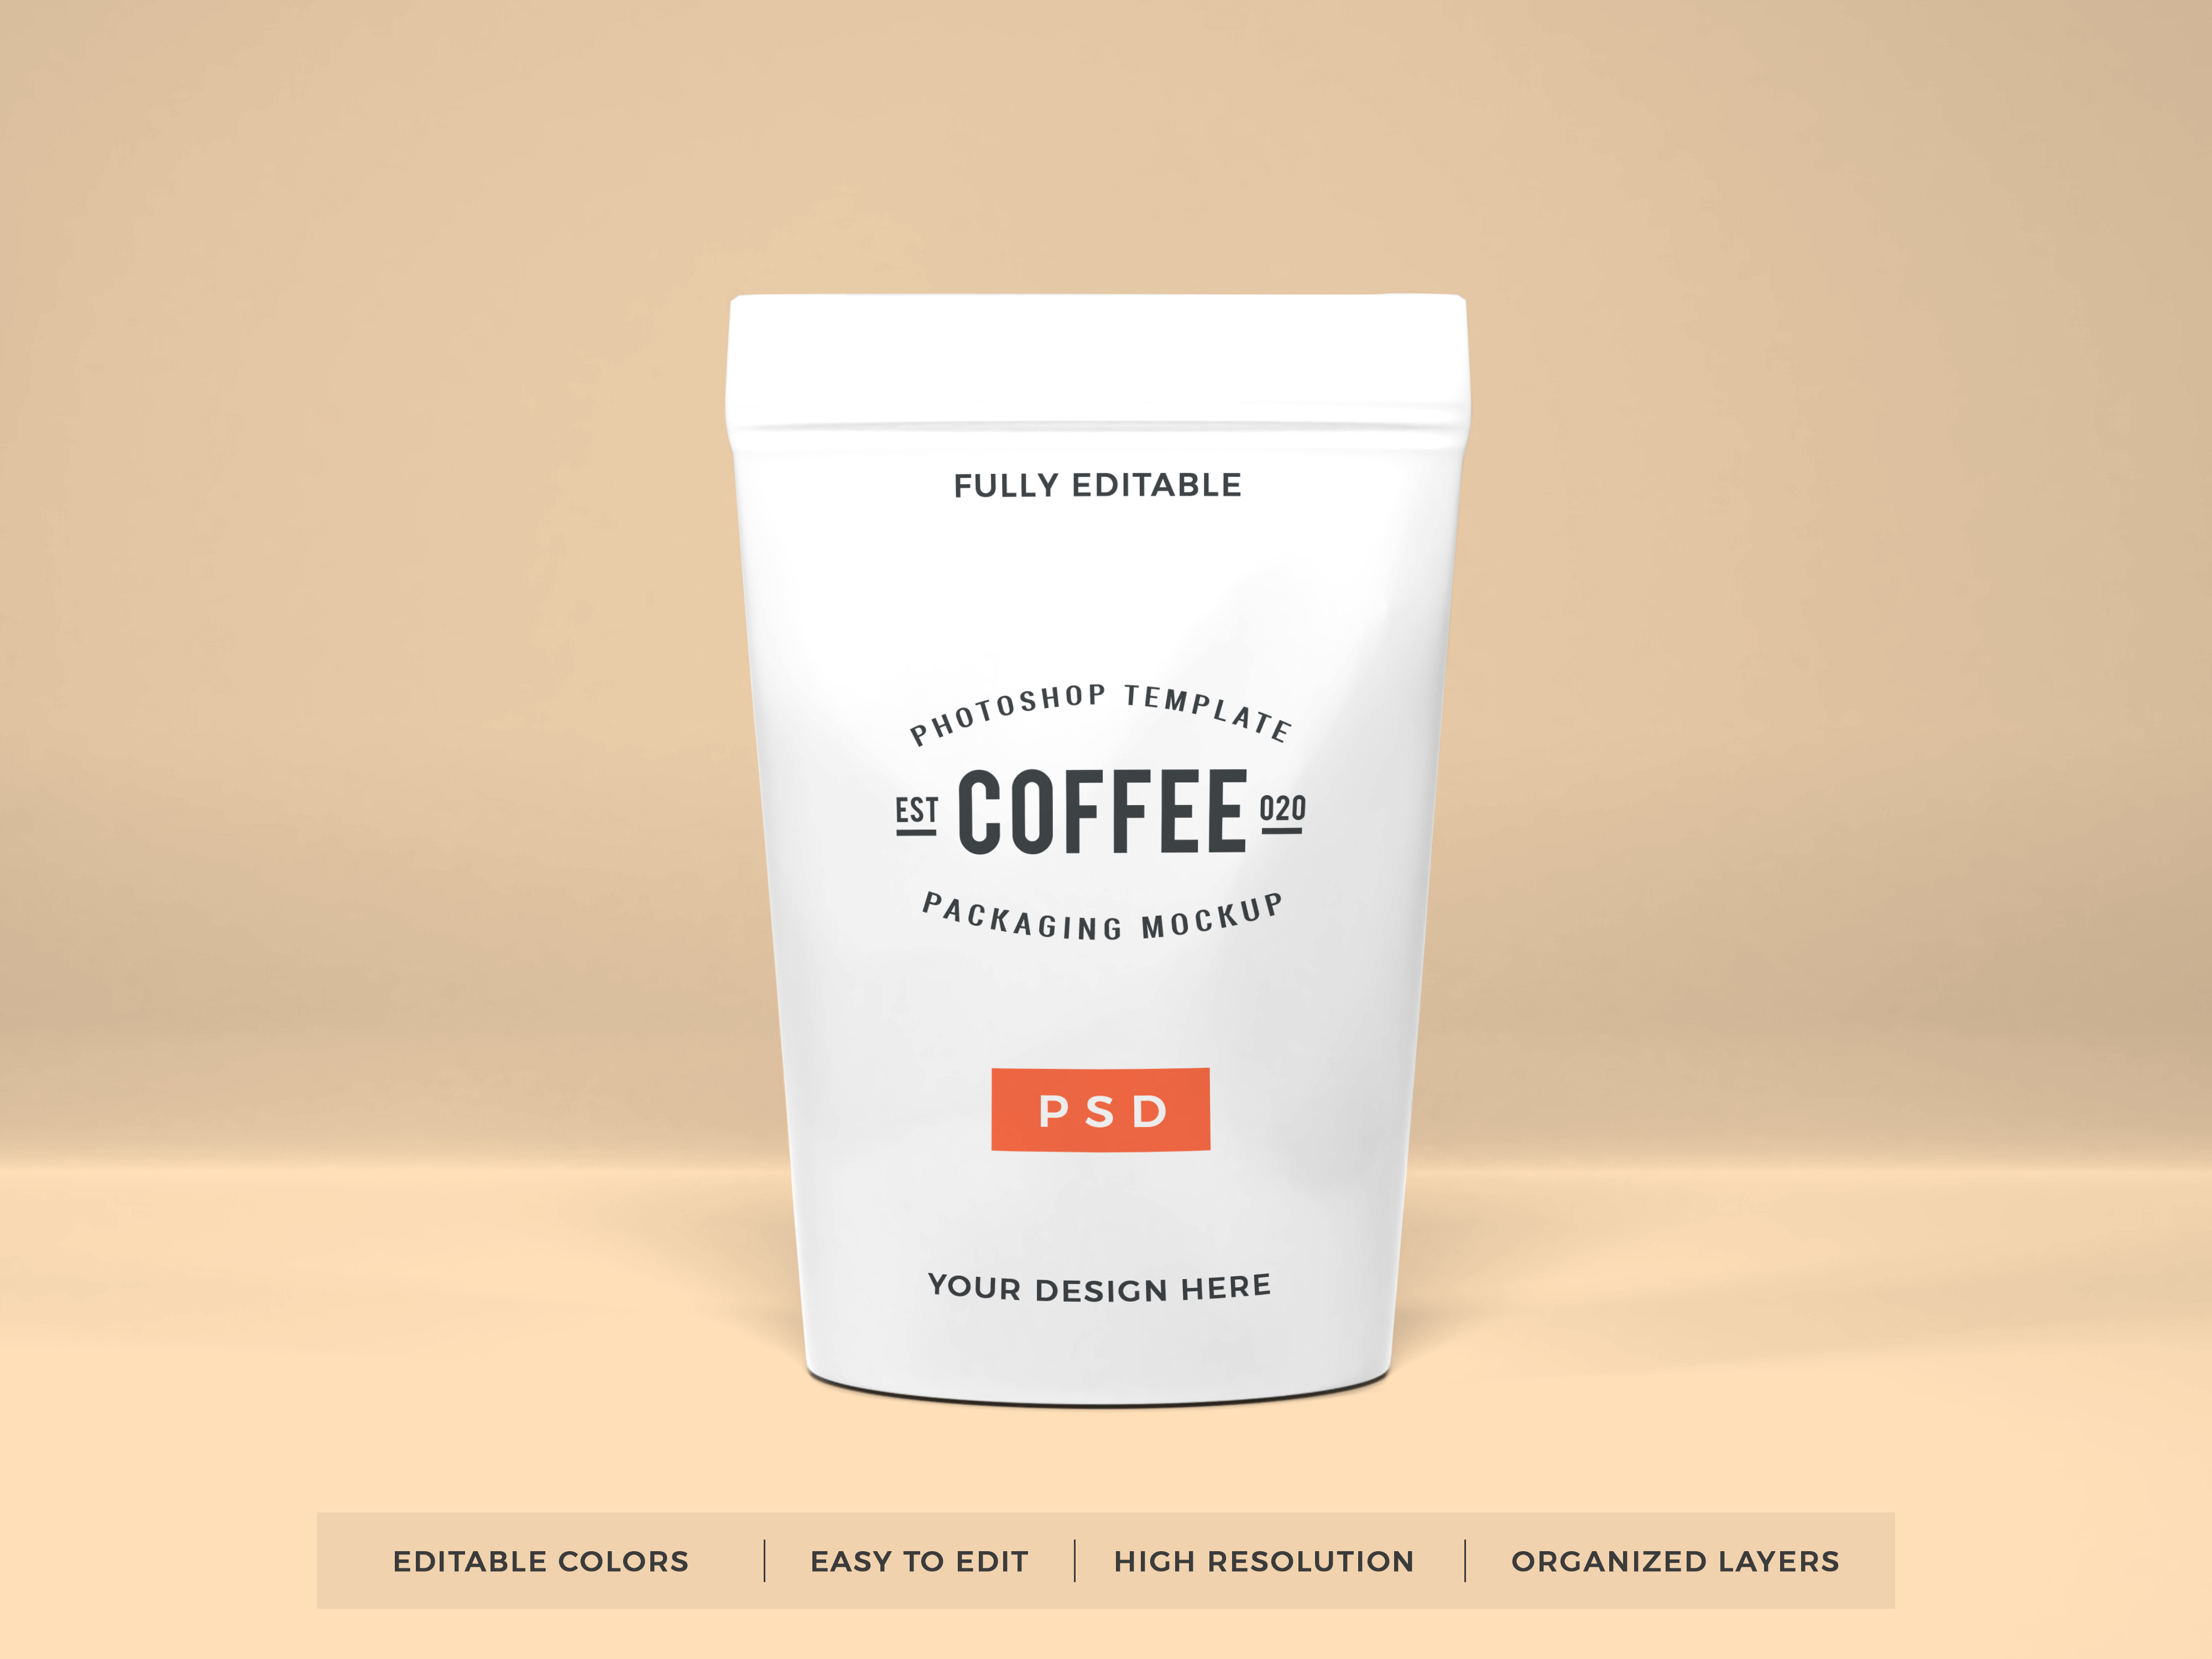 FULLY EDITABLE
PHOTOSHOP TEMPLATE
EST COFFEE 020
PACKAGING MOCKUP
PSD
YOUR DESIGN HERE
EDITABLE COLORS | EASY TO EDIT | HIGH RESOLUTION | ORGANIZED LAYERS